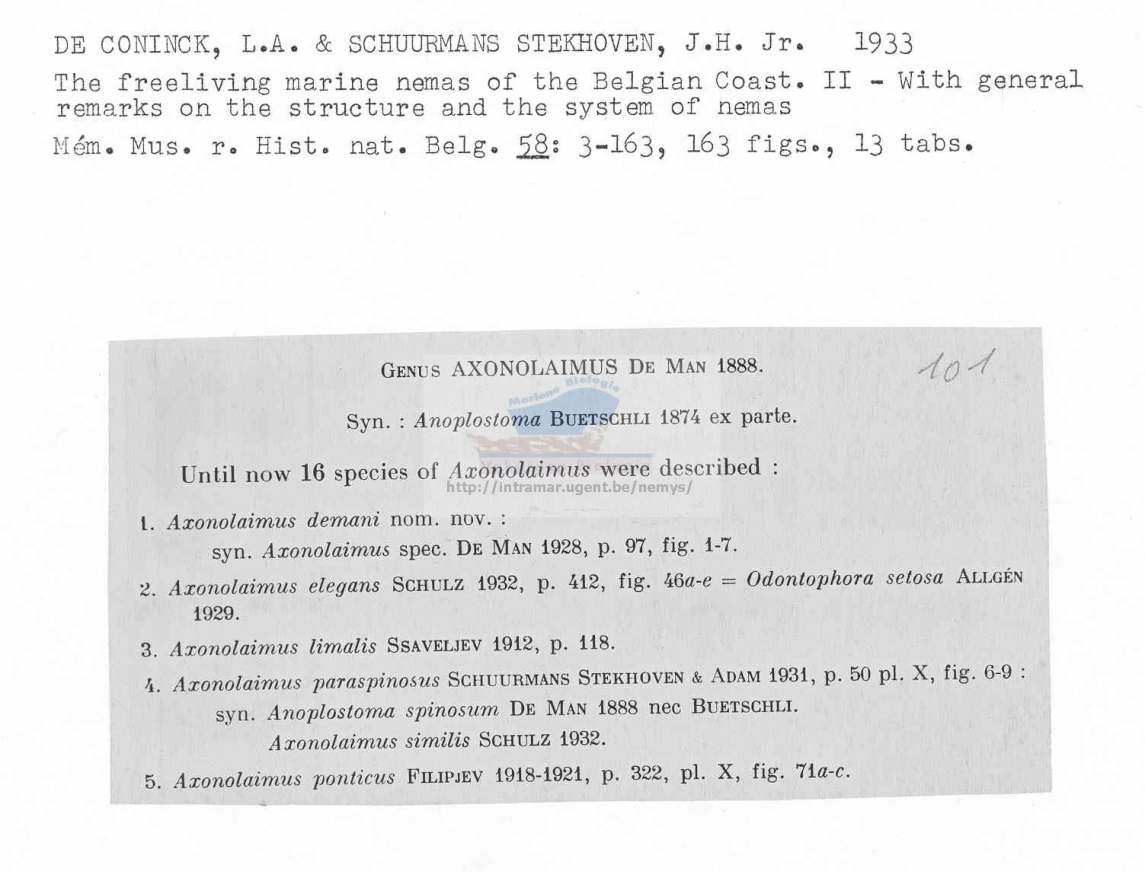 DE CONINCK, L.A. & SCHUURMANS STEKHOVEN, J.H. Jr. 1933
The freeliving marine nemas of the Belgian Coast. II - With general
remarks on the structure and the system of nemas
Mém. Mus. r. Hist. nat. Belg. 58: 3-163, 163 figs., 13 tabs.
GENUS AXONOLAIMUS DE MAN 1888.
101
Mariene Biologie
Syn. : Anoplostoma BUETSCHLI 1874 ex parte.
Until now 16 species of Axonolaimus were described :
http://intramar.ugent.be/nemys/
1. Axonolaimus demani nom. nov. :
syn. Axonolaimus spec. DE MAN 1928, p. 97, fig. 1-7.
2. Axonolaimus elegans SCHULZ 1932, p. 412, fig. 46a-e = Odontophora setosa ALLGÉN
1929.
3. Axonolaimus limalis SSAVELJEV 1912, p. 118.
4. Axonolaimus paraspinosus SCHUURMANS STEKHOVEN & ADAM 1931, p. 50 pl. X, fig. 6-9 :
syn. Anoplostoma spinosum DE MAN 1888 nec BUETSCHLI.
Axonolaimus similis SCHULZ 1932.
5. Axonolaimus ponticus FILIPJEV 1918-1921, p. 322, pl. X, fig. 71a-c.